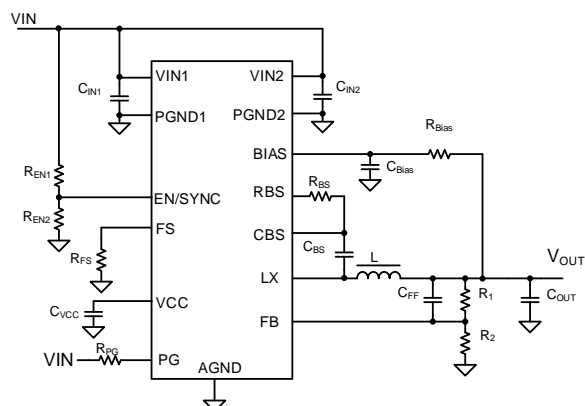 VIN
VIN1
VIN2
CIN1
CIN2
PGND1
PGND2
RBias
BIAS
CBias
REN1
RBS
RBS
EN/SYNC
REN2
FS
CBS
CBS
L
VOUT
RFS
LX
CFF
R1
COUT
VCC
CVCC
FB
R2
RPG
VIN
PG
AGND